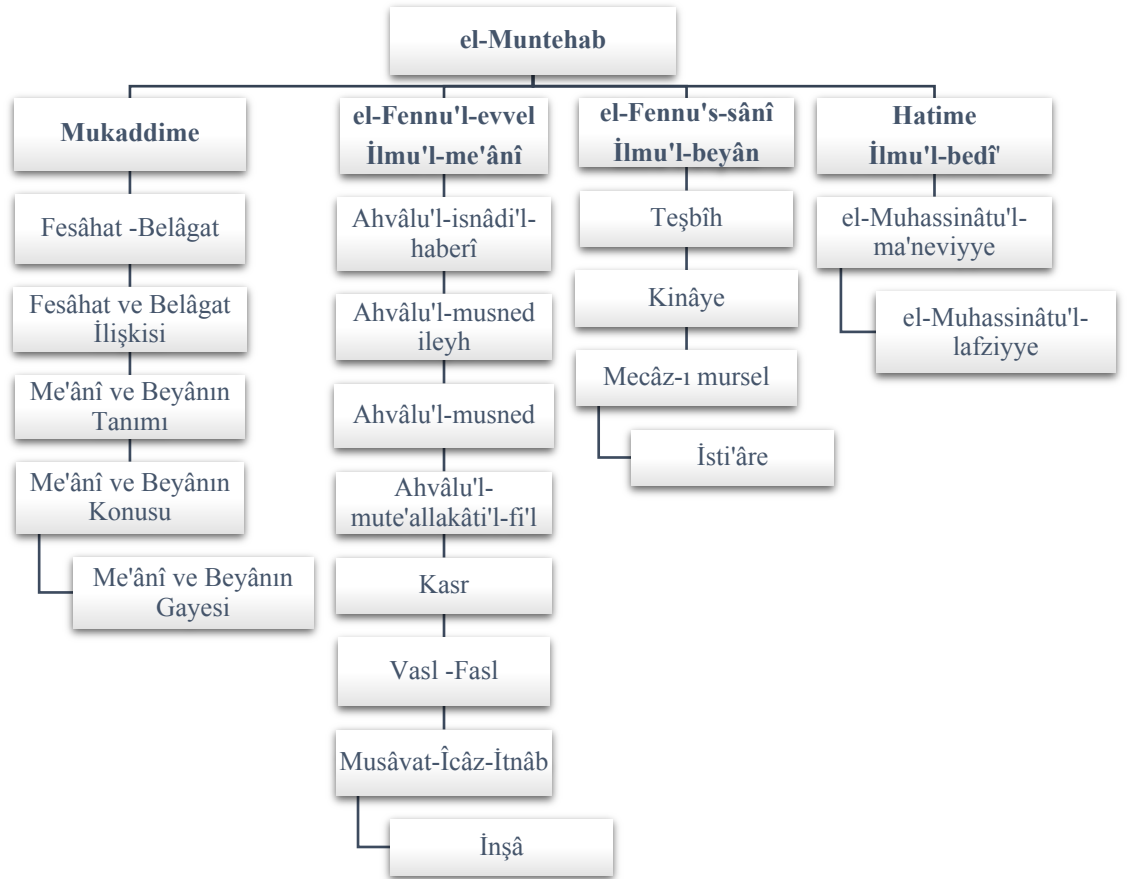 el-Muntehab
Mukaddime
Fesâhat -Belâgat
Fesâhat ve Belâgat
İlişkisi
Me'ânî ve Beyânın
Tanımı
Me'ânî ve Beyânın
Konusu
Me'ânî ve Beyânın
Gayesi
el-Fennu'l-evvel
İlmu'l-me'ânî
Ahvâlu'l-isnâdi'l-
haberî
Ahvâlu'l-musned
ileyh
Ahvâlu'l-musned
Ahvâlu'l-
mute'allakâti'l-fi'l
Kasr
Vasl -Fasl
Musâvat-Îcâz-İtnâb
İnşâ
el-Fennu's-sânî
İlmu'l-beyân
Teşbîh
Kinâye
Mecâz-ı mursel
İsti'âre
Hatime
İlmu'l-bedî'
el-Muhassinâtu'l-
ma'neviyye
el-Muhassinâtu'l-
lafziyye